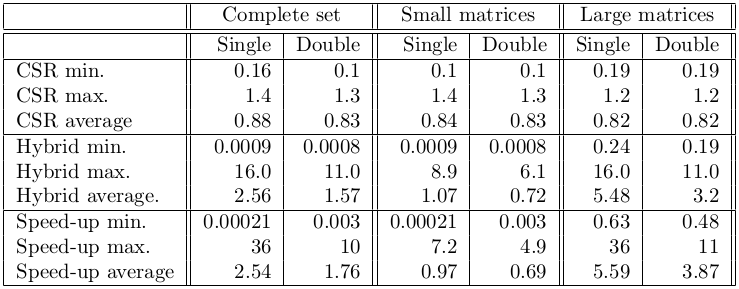 Complete set Small matrices Large matrices
Single Double Single Double Single Double
CSR min. 0.16 0.1 0.1 0.1 0.19 0.19
CSR max. 1.4 1.3 1.4 1.3 1.2 1.2
CSR average 0.88 0.83 0.84 0.83 0.82 0.82
Hybrid min. 0.0009 0.0008 0.0009 0.0008 0.24 0.19
Hybrid max. 16.0 11.0 8.9 6.1 16.0 11.0
Hybrid average. 2.56 1.57 1.07 0.72 5.48 3.2
Speed-up min. 0.00021 0.003 0.00021 0.003 0.63 0.48
Speed-up max. 36 10 7.2 4.9 36 11
Speed-up average 2.54 1.76 0.97 0.69 5.59 3.87